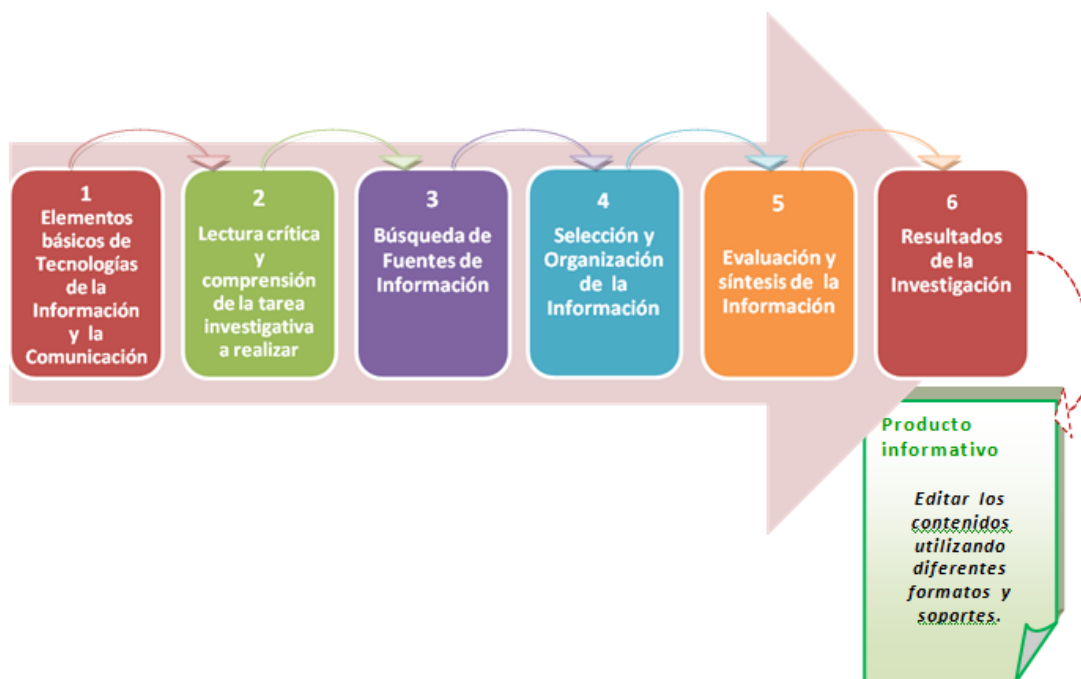 1
Elementos
básicos de
Tecnologías
de la
Información
y la
Comunicación
2
Lectura crítica
y
comprensión
de la tarea
investigativa
a realizar
3
Búsqueda de
Fuentes de
Información
4
Selección y
Organización
de la
Información
5
Evaluación y
síntesis de la
Información
6
Resultados
de la
Investigación
Producto
informativo
Editar los
contenidos
utilizando
diferentes
formatos y
soportes.